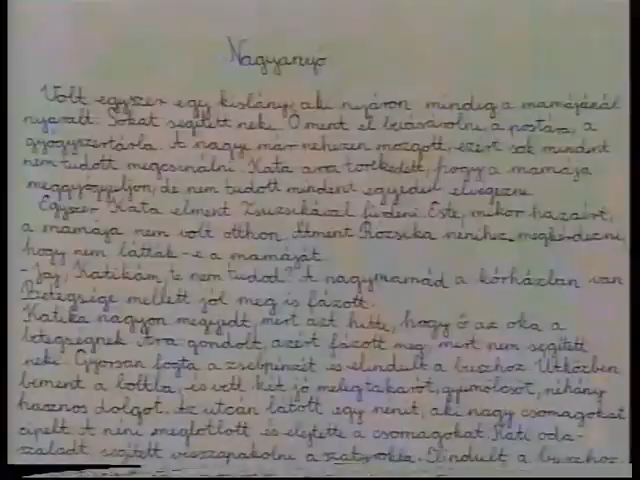 Nagyanyó
Volt egyszer egy kislány, aki nyáron mindig a mamájánál
nyaralt. Sokat segített neki. Ő ment el bevásárolni a postára, a
gyógyszertárba. A nagyi már nehezen mozgott, ezért sok mindent
nem tudott megcsinálni. Kata arra törekedett, hogy a mamája
meggyógyuljon, de nem tudott mindent egyedül elvégezni.
Egyszer Kata elment Zsuzsikával fürdeni. Este, mikor hazaért,
a mamája nem volt otthon. Átment Rozsika nénihez megkérdezni,
hogy nem látták-e a mamáját.
- Jaj, Katikám, te nem tudod? A nagymamád a kórházban van
Betegsége mellett jól meg is fázott.
Katika nagyon megijedt, mert azt hitte, hogy ő az oka a
betegségnek. Arra gondolt, azért fázott meg, mert nem segített
neki. Gyorsan fogta a zsebpénzét és elindult a buszhoz. Útközben
bement a boltba, és vett két jó meleg takarót, gyümölcsöt, néhány
hasznos dolgot. Az utcán látott egy nénit, aki nagy csomagokat
cipelt. A néni megbotlott és elejtette a csomagokat. Kati oda-
szaladt segített visszapakolni a szatyrokba. Elindult a buszhoz